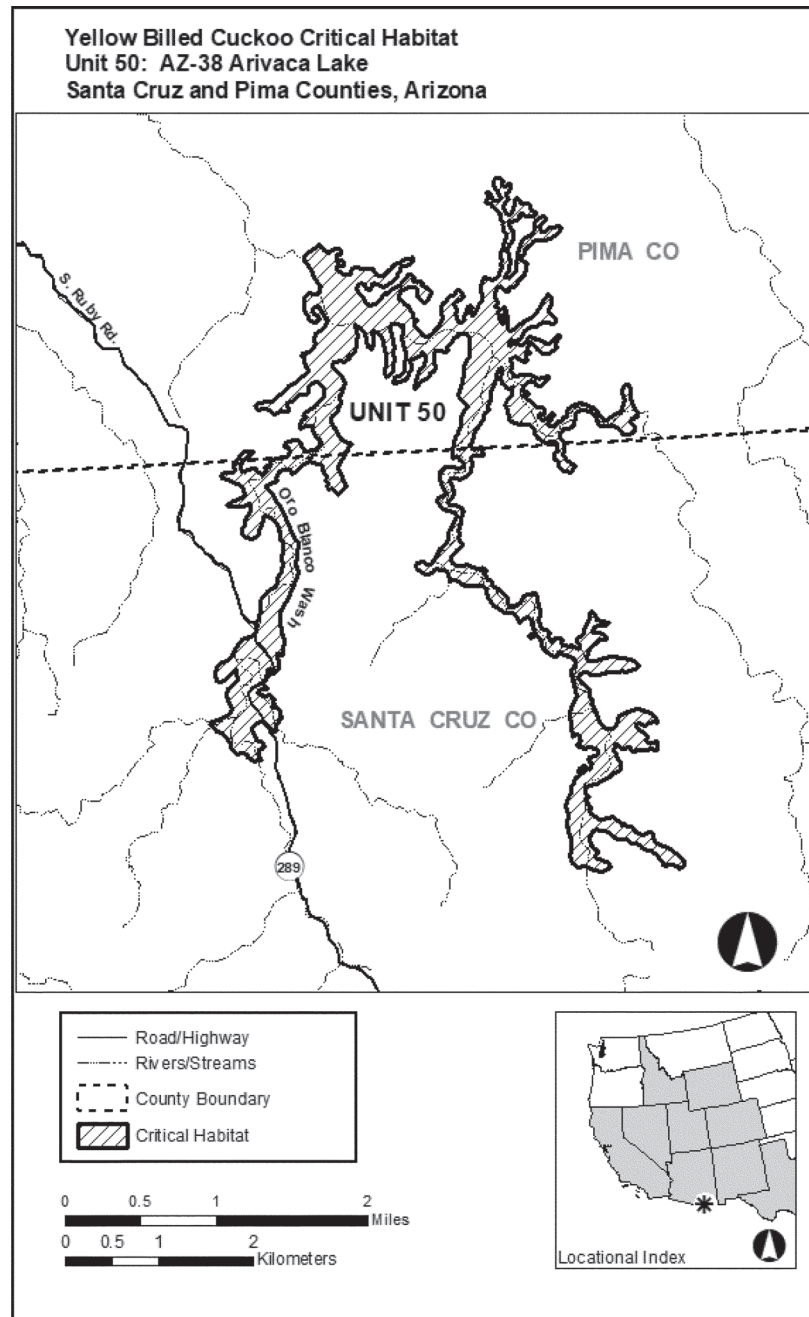 Yellow Billed Cuckoo Critical Habitat
Unit 50: AZ-38 Arivaca Lake
Santa Cruz and Pima Counties, Arizona
PIMA CO
S. Ruby Rd.
UNIT 50
Oro Blanco Wash
SANTA CRUZ CO
289
Road/Highway
Rivers/Streams
County Boundary
Critical Habitat
0 0.5 1 2
Miles
0 0.5 1 2
Kilometers
Locational Index